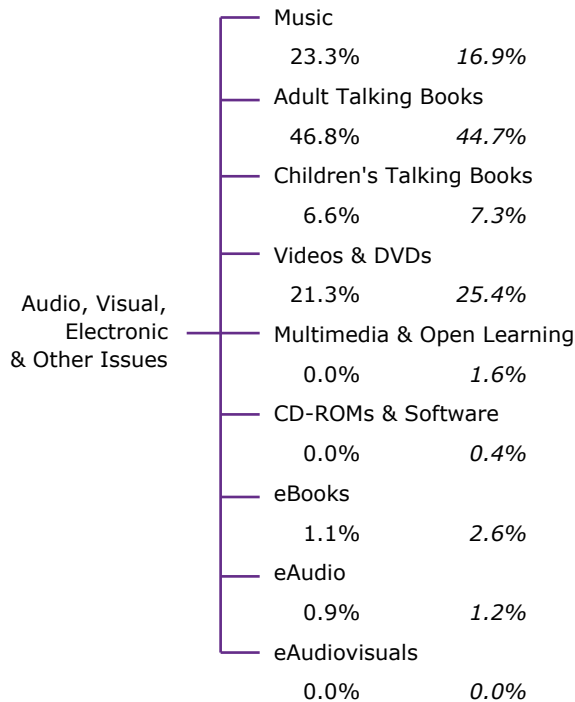 Music
23.3% 16.9%
Adult Talking Books
46.8% 44.7%
Children's Talking Books
6.6% 7.3%
Videos & DVDs
21.3% 25.4%
Audio, Visual,
Electronic
& Other Issues
Multimedia & Open Learning
0.0% 1.6%
CD-ROMs & Software
0.0% 0.4%
eBooks
1.1% 2.6%
eAudio
0.9% 1.2%
eAudiovisuals
0.0% 0.0%